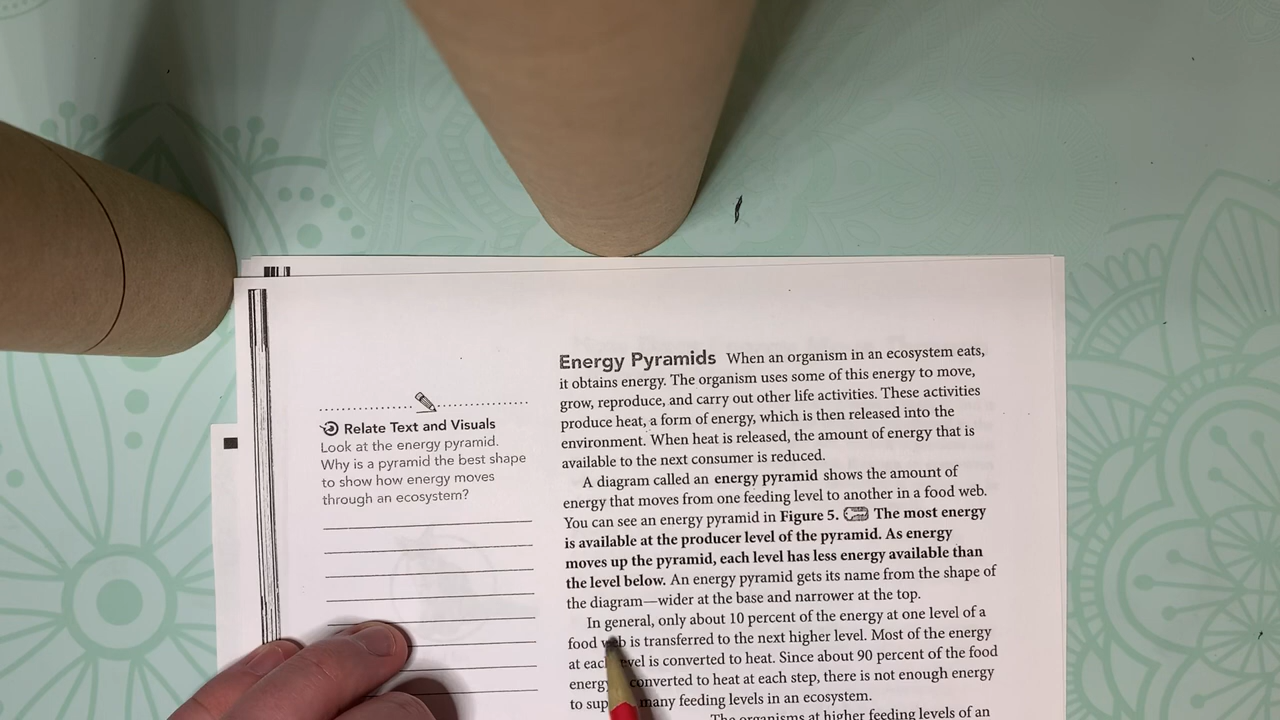 Energy Pyramids When an organism in an ecosystem eats,
it obtains energy. The organism uses some of this energy to move,
grow, reproduce, and carry out other life activities. These activities
produce heat, a form of energy, which is then released into the
environment. When heat is released, the amount of energy that is
available to the next consumer is reduced.
A diagram called an energy pyramid shows the amount of
energy that moves from one feeding level to another in a food web.
You can see an energy pyramid in Figure 5. The most energy
is available at the producer level of the pyramid. As energy
moves up the pyramid, each level has less energy available than
the level below. An energy pyramid gets its name from the shape of
the diagram—wider at the base and narrower at the top.
In general, only about 10 percent of the energy at one level of a
food web is transferred to the next higher level. Most of the energy
at each level is converted to heat. Since about 90 percent of the food
energy converted to heat at each step, there is not enough energy
to many feeding levels in an ecosystem.
The organisms at higher feeding levels of an
Relate Text and Visuals
Look at the energy pyramid.
Why is a pyramid the best shape
to show how energy moves
through an ecosystem?